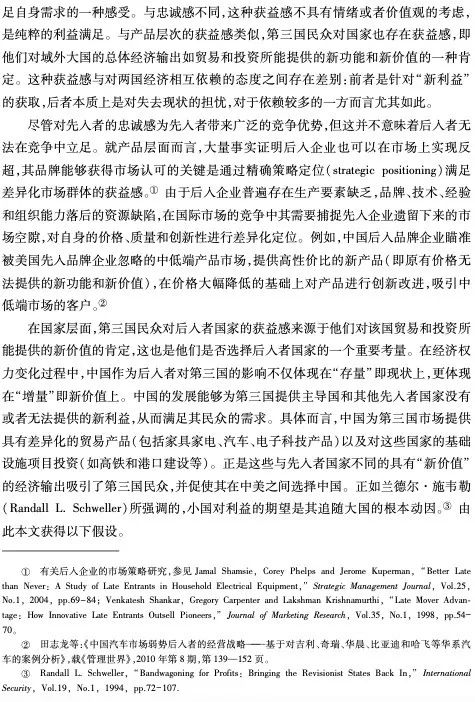 足自身需求的一种感受。与忠诚感不同,这种获益感不具有情绪或者价值观的考虑,
是纯粹的利益满足。与产品层次的获益感类似,第三国民众对国家也存在获益感,即
他们对域外大国的总体经济输出如贸易和投资所能提供的新功能和新价值的一种肯
定。这种获益感与对两国经济相互依赖的态度之间存在差别:前者是针对“新利益”
的获取,后者本质上是对失去现状的担忧,对于依赖较多的一方而言尤其如此。
尽管对先入者的忠诚感为先入者带来广泛的竞争优势,但这并不意味着后入者无
法在竞争中立足。就产品层面而言,大量事实证明后入企业也可以在市场上实现反
超,其品牌能够获得市场认可的关键是通过精确策略定位(strategic positioning)满足
差异化市场群体的获益感。① 由于后入企业普遍存在生产要素缺乏,品牌、技术、经验
和组织能力落后的资源缺陷,在国际市场的竞争中其需要捕捉先入企业遗留下来的市
场空隙,对自身的价格、质量和创新性进行差异化定位。例如,中国后入品牌企业瞄准
被美国先入品牌企业忽略的中低端产品市场,提供高性价比的新产品(即原有价格无
法提供的新功能和新价值),在价格大幅降低的基础上对产品进行创新改进,吸引中
低端市场的客户。②
在国家层面,第三国民众对后入者国家的获益感来源于他们对该国贸易和投资所
能提供的新价值的肯定,这也是他们是否选择后入者国家的一个重要考量。在经济权
力变化过程中,中国作为后入者对第三国的影响不仅体现在“存量”即现状上,更体现
在“增量”即新价值上。中国的发展能够为第三国提供主导国和其他先入者国家没有
或者无法提供的新利益,从而满足其民众的需求。具体而言,中国为第三国市场提供
具有差异化的贸易产品(包括家具家电、汽车、电子科技产品)以及对这些国家的基础
设施项目投资(如高铁和港口建设等)。正是这些与先入者国家不同的具有“新价值”
的经济输出吸引了第三国民众,并促使其在中美之间选择中国。正如兰德尔·施韦勒
(Randall L. Schweller)所强调的,小国对利益的期望是其追随大国的根本动因。③ 由
此本文获得以下假设。
① 有关后入企业的市场策略研究,参见 Jamal Shamsie, Corey Phelps and Jerome Kuperman, “Better Late
than Never: A Study of Late Entrants in Household Electrical Equipment,” Strategic Management Journal, Vol.25,
No.1, 2004, pp.69-84; Venkatesh Shankar, Gregory Carpenter and Lakshman Krishnamurthi, “Late Mover Advan-
tage: How Innovative Late Entrants Outsell Pioneers,” Journal of Marketing Research, Vol.35, No.1, 1998, pp.54-
70。
② 田志龙等:《中国汽车市场弱势后入者的经营战略——基于对吉利、奇瑞、华晨、比亚迪和哈飞等华系汽
车的案例分析》,载《管理世界》,2010 年第 8 期,第 139—152 页。
③ Randall L. Schweller, “Bandwagoning for Profits: Bringing the Revisionist States Back In,” International
Security, Vol.19, No.1, 1994, pp.72-107.